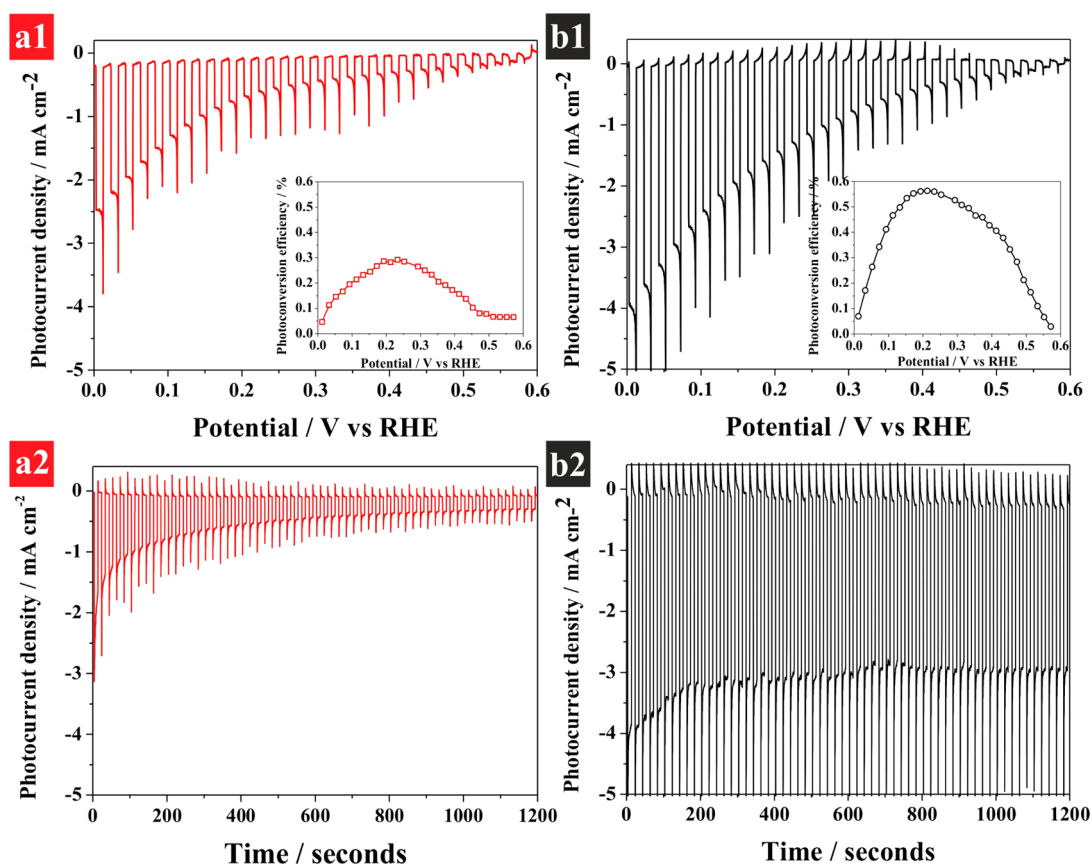 a1
Photocurrent density / mA cm-2
0
-1
-2
-3
-4
-5
0.0 0.1 0.2 0.3 0.4 0.5 0.6
Potential / V vs RHE
Photoconversion efficiency / %
0.6
0.5
0.4
0.3
0.2
0.1
0.0
0.0 0.1 0.2 0.3 0.4 0.5 0.6
Potential / V vs RHE
b1
Photocurrent density / mA cm-2
0
-1
-2
-3
-4
-5
0.0 0.1 0.2 0.3 0.4 0.5 0.6
Potential / V vs RHE
Photoconversion efficiency / %
0.6
0.5
0.4
0.3
0.2
0.1
0.0
0.0 0.1 0.2 0.3 0.4 0.5 0.6
Potential / V vs RHE
a2
Photocurrent density / mA cm-2
0
-1
-2
-3
-4
-5
0 200 400 600 800 1000 1200
Time / seconds
b2
Photocurrent density / mA cm-2
0
-1
-2
-3
-4
-5
0 200 400 600 800 1000 1200
Time / seconds